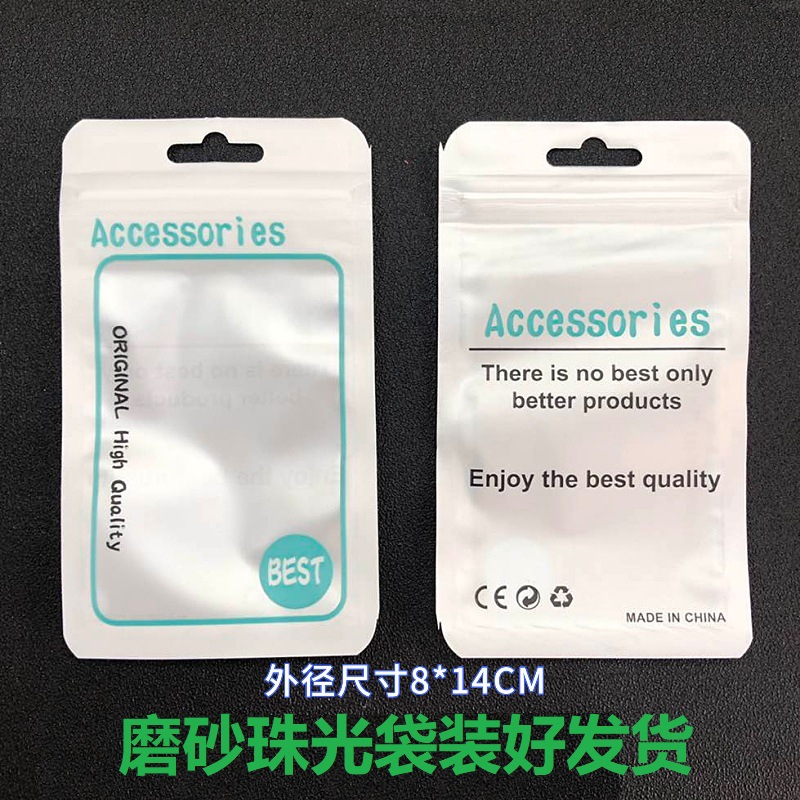 Accessories
ORIGINAL High Quality
BEST
Accessories
There is no best only
better products
Enjoy the best quality
CE
MADE IN CHINA
外径尺寸8*14CM
磨砂珠光袋装好发货